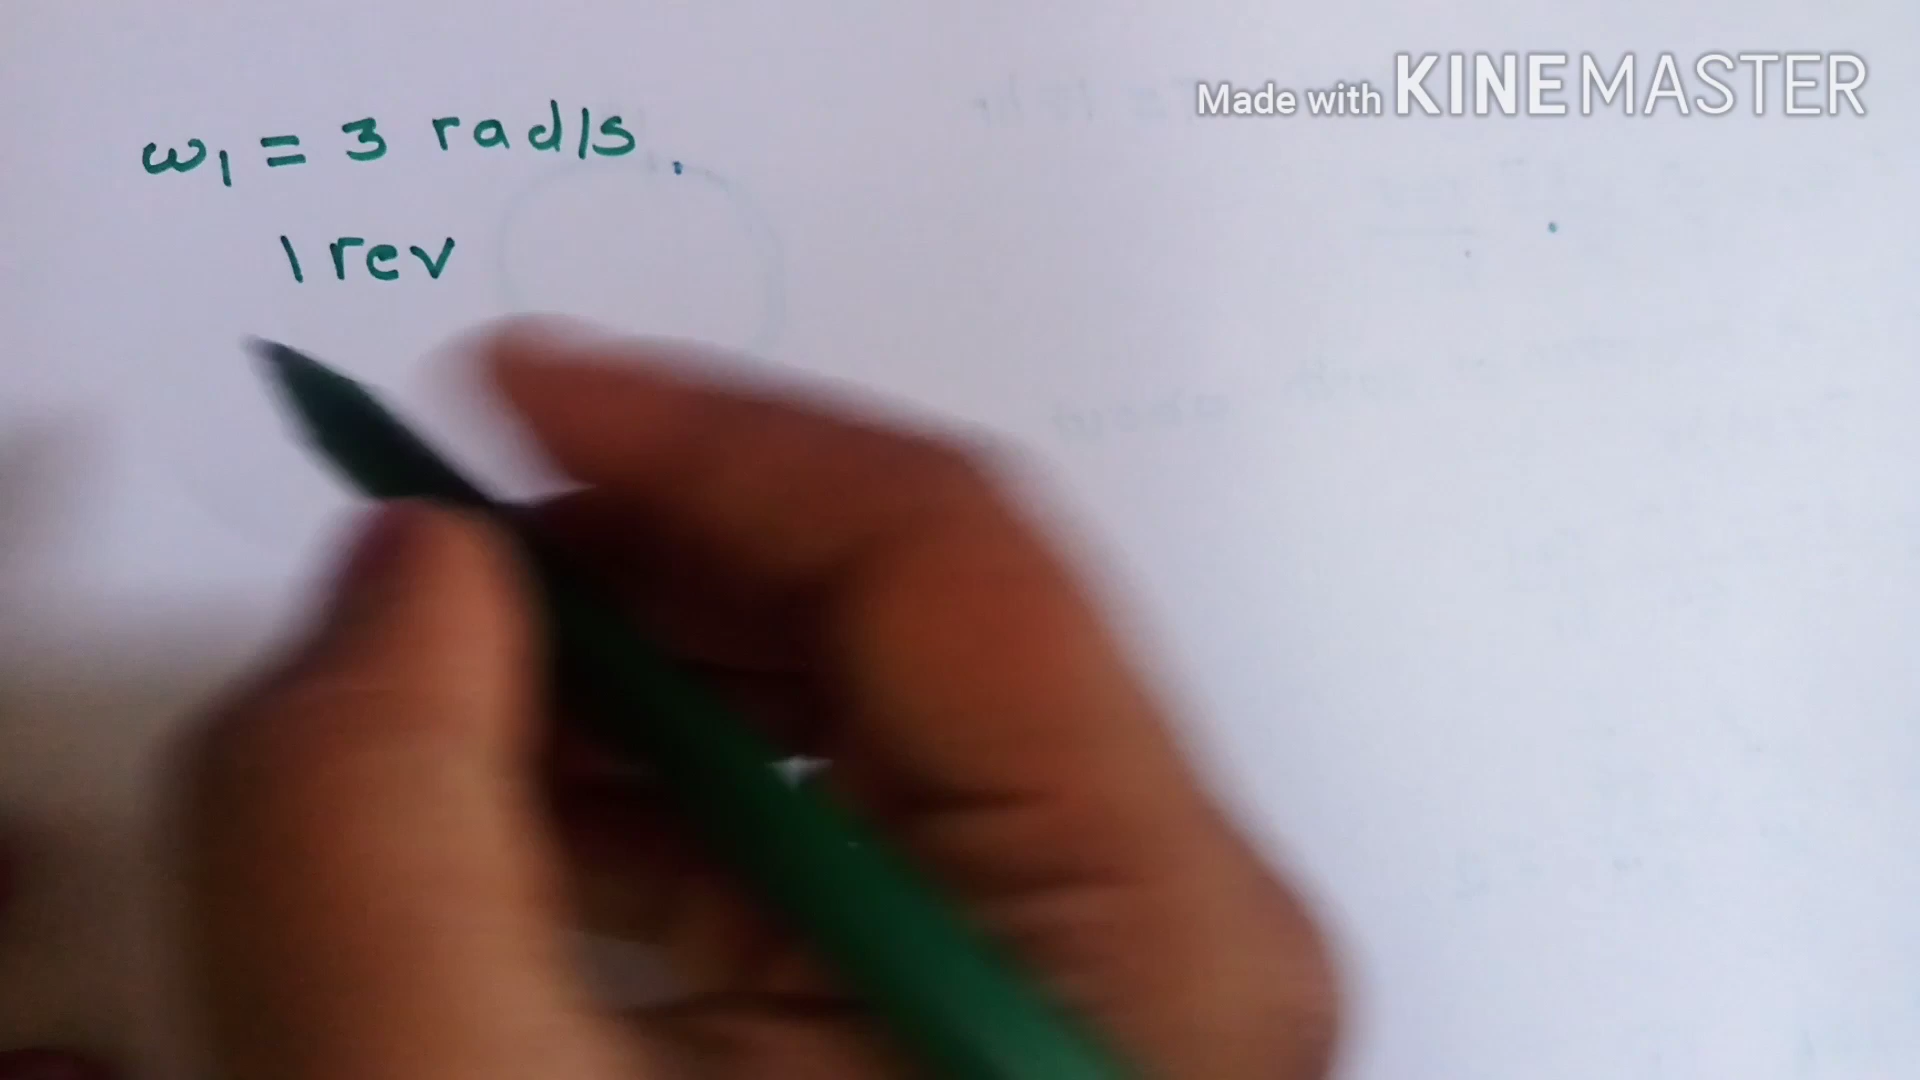 Made with KINEMASTER
ω₁ = 3 rad/s.
1 rev